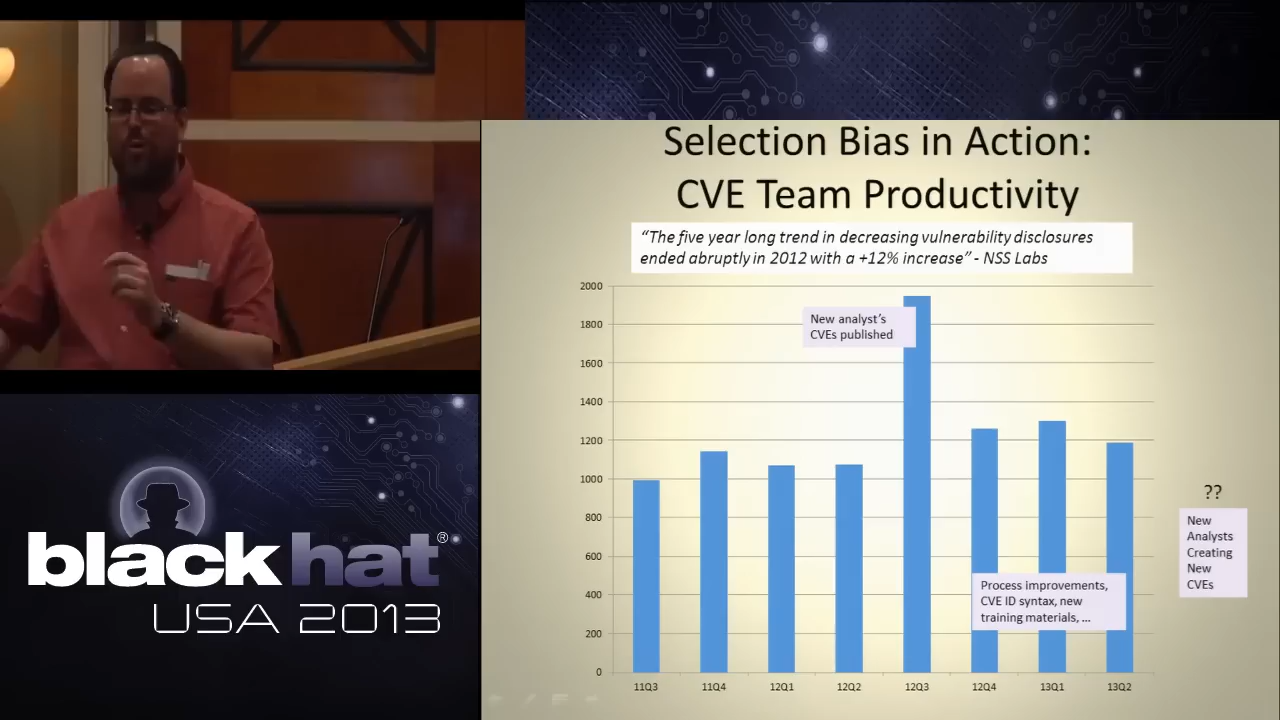 Selection Bias in Action:
CVE Team Productivity
“The five year long trend in decreasing vulnerability disclosures
ended abruptly in 2012 with a +12% increase” - NSS Labs
2000
1800
1600
1400
1200
1000
800
600
400
200
0
New analyst’s
CVEs published
Process improvements,
CVE ID syntax, new
training materials, ...
11Q3
11Q4
12Q1
12Q2
12Q3
12Q4
13Q1
13Q2
??
New
Analysts
Creating
New
CVEs
blackhat®
USA 2013